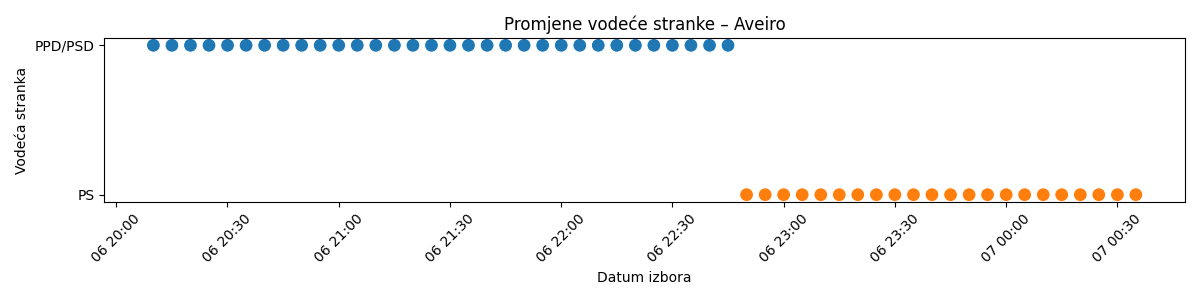 Promjene vodeće stranke – Aveiro
Vodeća stranka
PPD/PSD
PS
06 20:00
06 20:30
06 21:00
06 21:30
06 22:00
06 22:30
06 23:00
06 23:30
07 00:00
07 00:30
Datum izbora